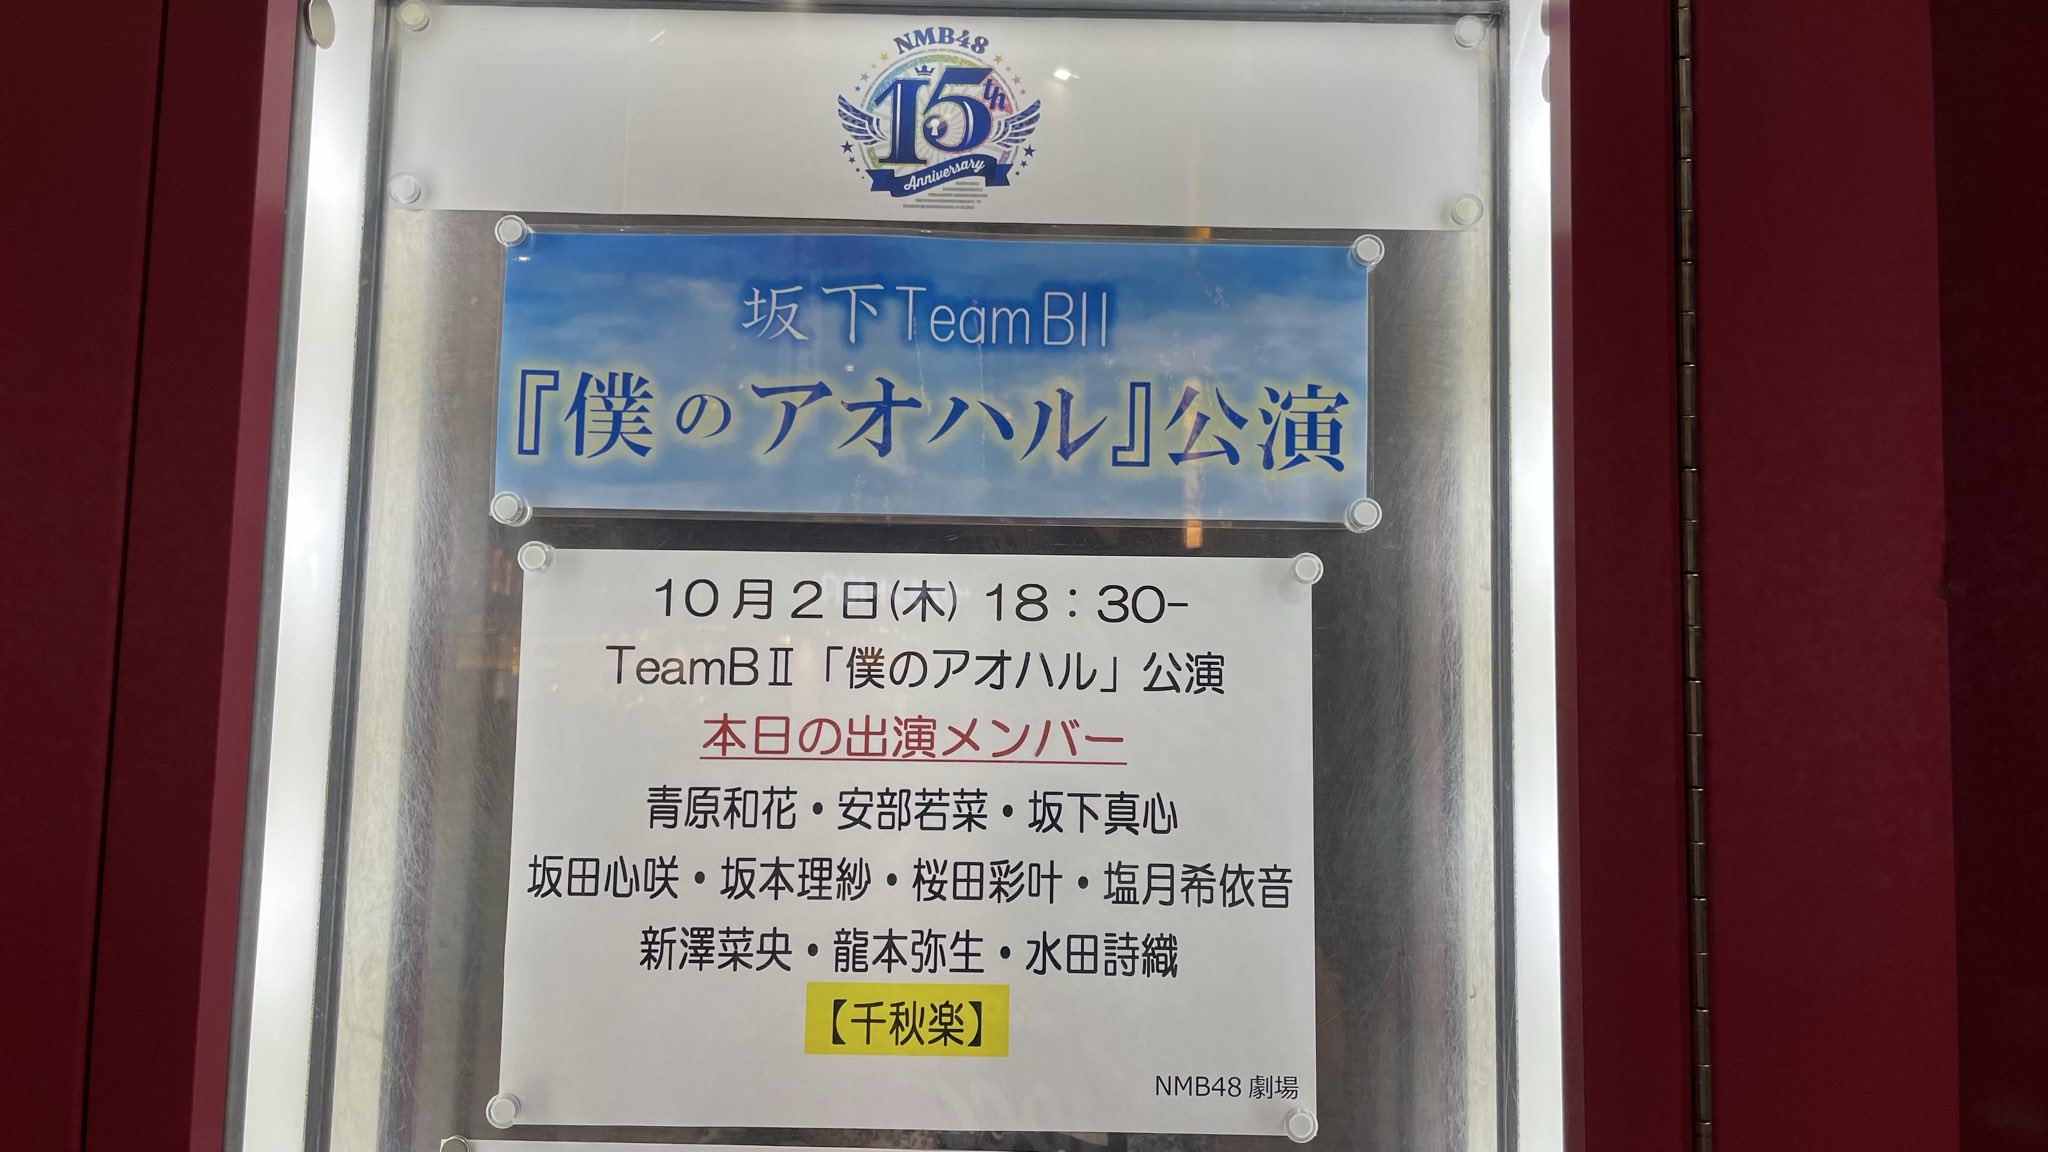 NMB48
15th
Anniversary
坂下TeamBII
『僕のアオハル』公演
10月2日(木) 18：30-
TeamBⅡ「僕のアオハル」公演
本日の出演メンバー
青原和花・安部若菜・坂下真心
坂田心咲・坂本理紗・桜田彩叶・塩月希依音
新澤菜央・龍本弥生・水田詩織
【千秋楽】
NMB48 劇場